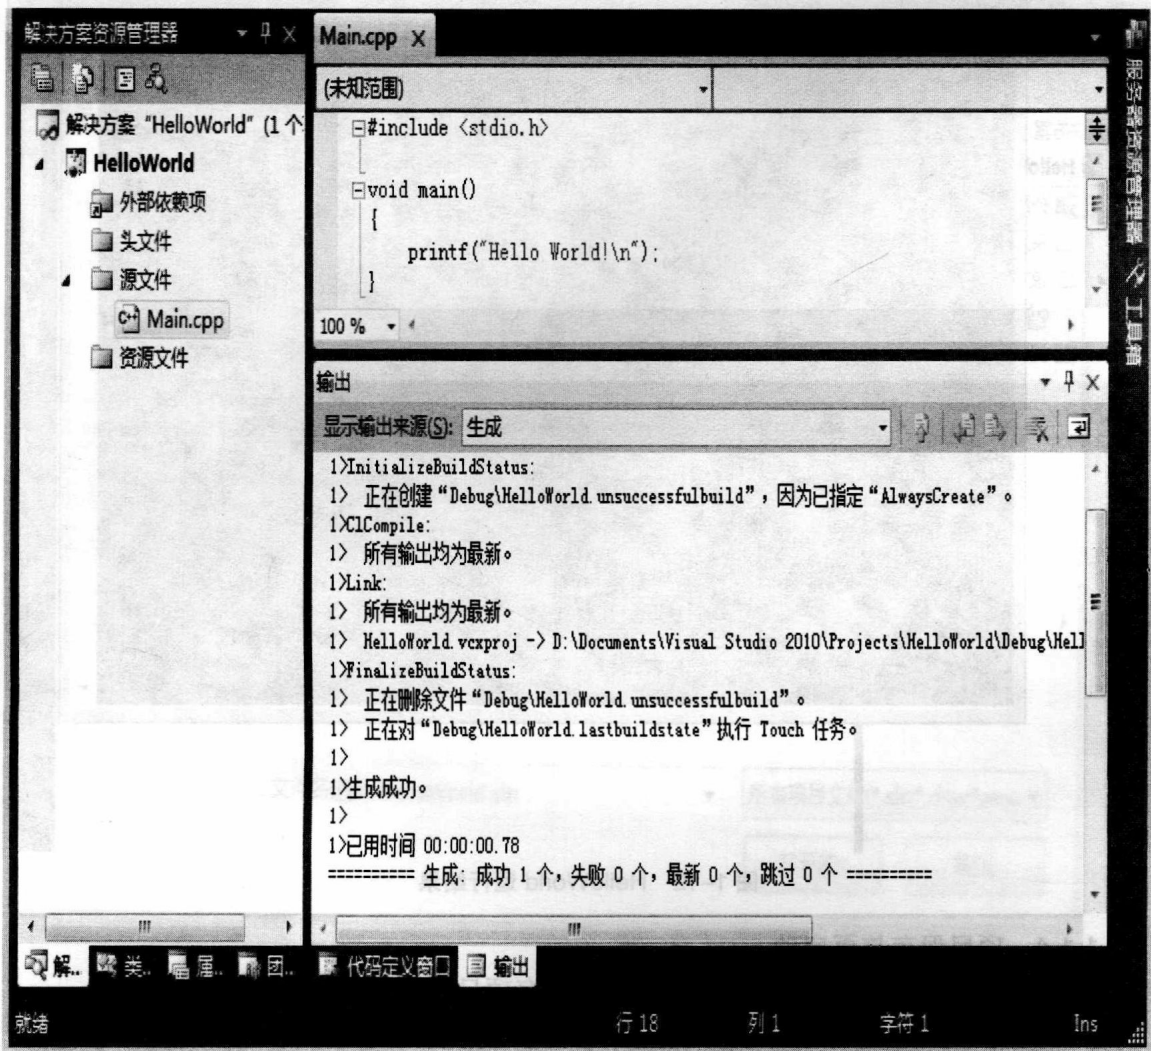 解决方案资源管理器
解决方案 "HelloWorld" (1 个
HelloWorld
外部依赖项
头文件
源文件
Main.cpp
资源文件
解..
类..
属..
团..
Main.cpp X
(未知范围)
#include <stdio.h>
void main()
{
printf("Hello World!\n");
}
100 %
输出
显示输出来源(S): 生成
1>InitializeBuildStatus:
1> 正在创建“Debug\HelloWorld.unsuccessfulbuild”，因为已指定“AlwaysCreate”。
1>ClCompile:
1> 所有输出均为最新。
1>Link:
1> 所有输出均为最新。
1> HelloWorld.vcxproj -> D:\Documents\Visual Studio 2010\Projects\HelloWorld\Debug\Hell
1>FinalizeBuildStatus:
1> 正在删除文件“Debug\HelloWorld.unsuccessfulbuild”。
1> 正在对“Debug\HelloWorld.lastbuildstate”执行 Touch 任务。
1>
1>生成成功。
1>
1>已用时间 00:00:00.78
========== 生成: 成功 1 个，失败 0 个，最新 0 个，跳过 0 个 ==========
代码定义窗口
输出
服务器资源管理器
工具箱
就绪
行 18
列 1
字符 1
Ins